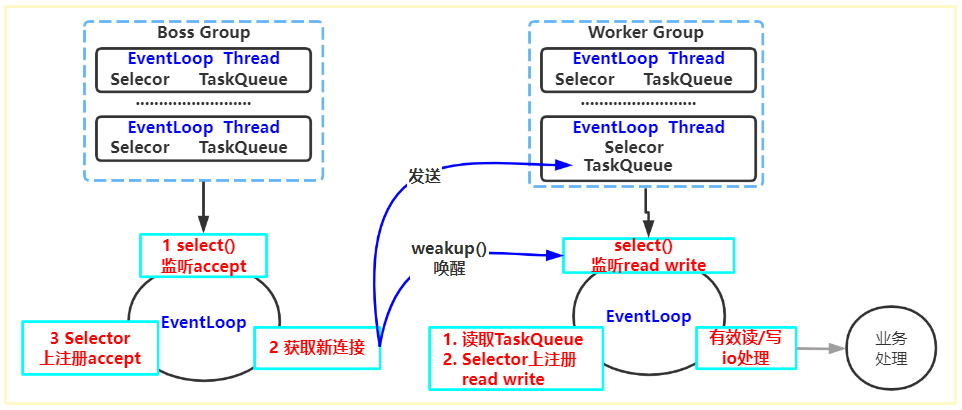 Boss Group
EventLoop Thread
Selecor TaskQueue
EventLoop Thread
Selecor TaskQueue
Worker Group
EventLoop Thread
Selecor TaskQueue
EventLoop Thread
Selecor
TaskQueue
发送
weakup()
唤醒
1 select()
监听accept
EventLoop
3 Selector
上注册accept
2 获取新连接
select()
监听read write
EventLoop
1. 读取TaskQueue
2. Selector上注册
read write
有效读/写
io处理
业务
处理